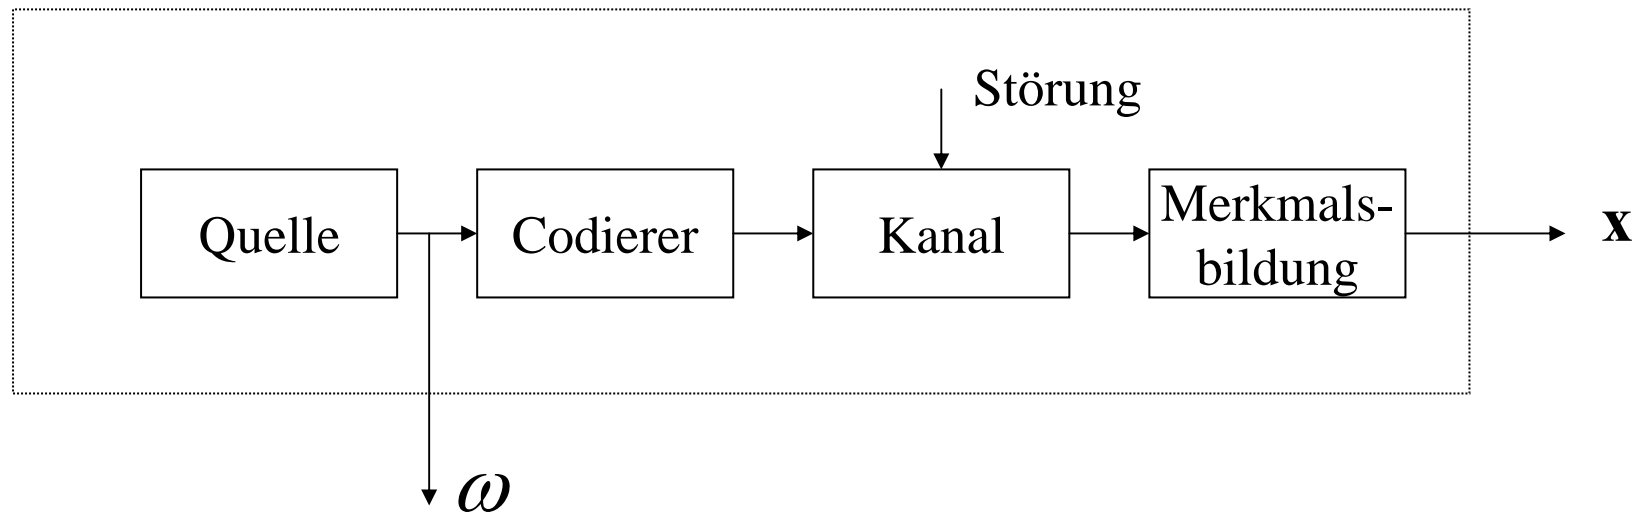 Störung
Quelle
Codierer
Kanal
Merkmals-
bildung
x
ω